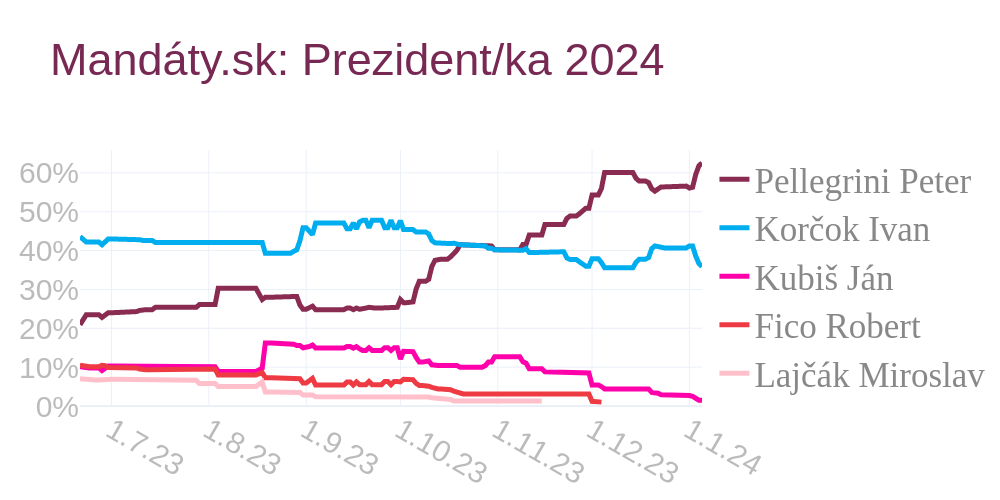 Mandáty.sk: Prezident/ka 2024
60%
50%
40%
30%
20%
10%
0%
1.7.23
1.8.23
1.9.23
1.10.23
1.11.23
1.12.23
1.1.24
Pellegrini Peter
Korčok Ivan
Kubiš Ján
Fico Robert
Lajčák Miroslav